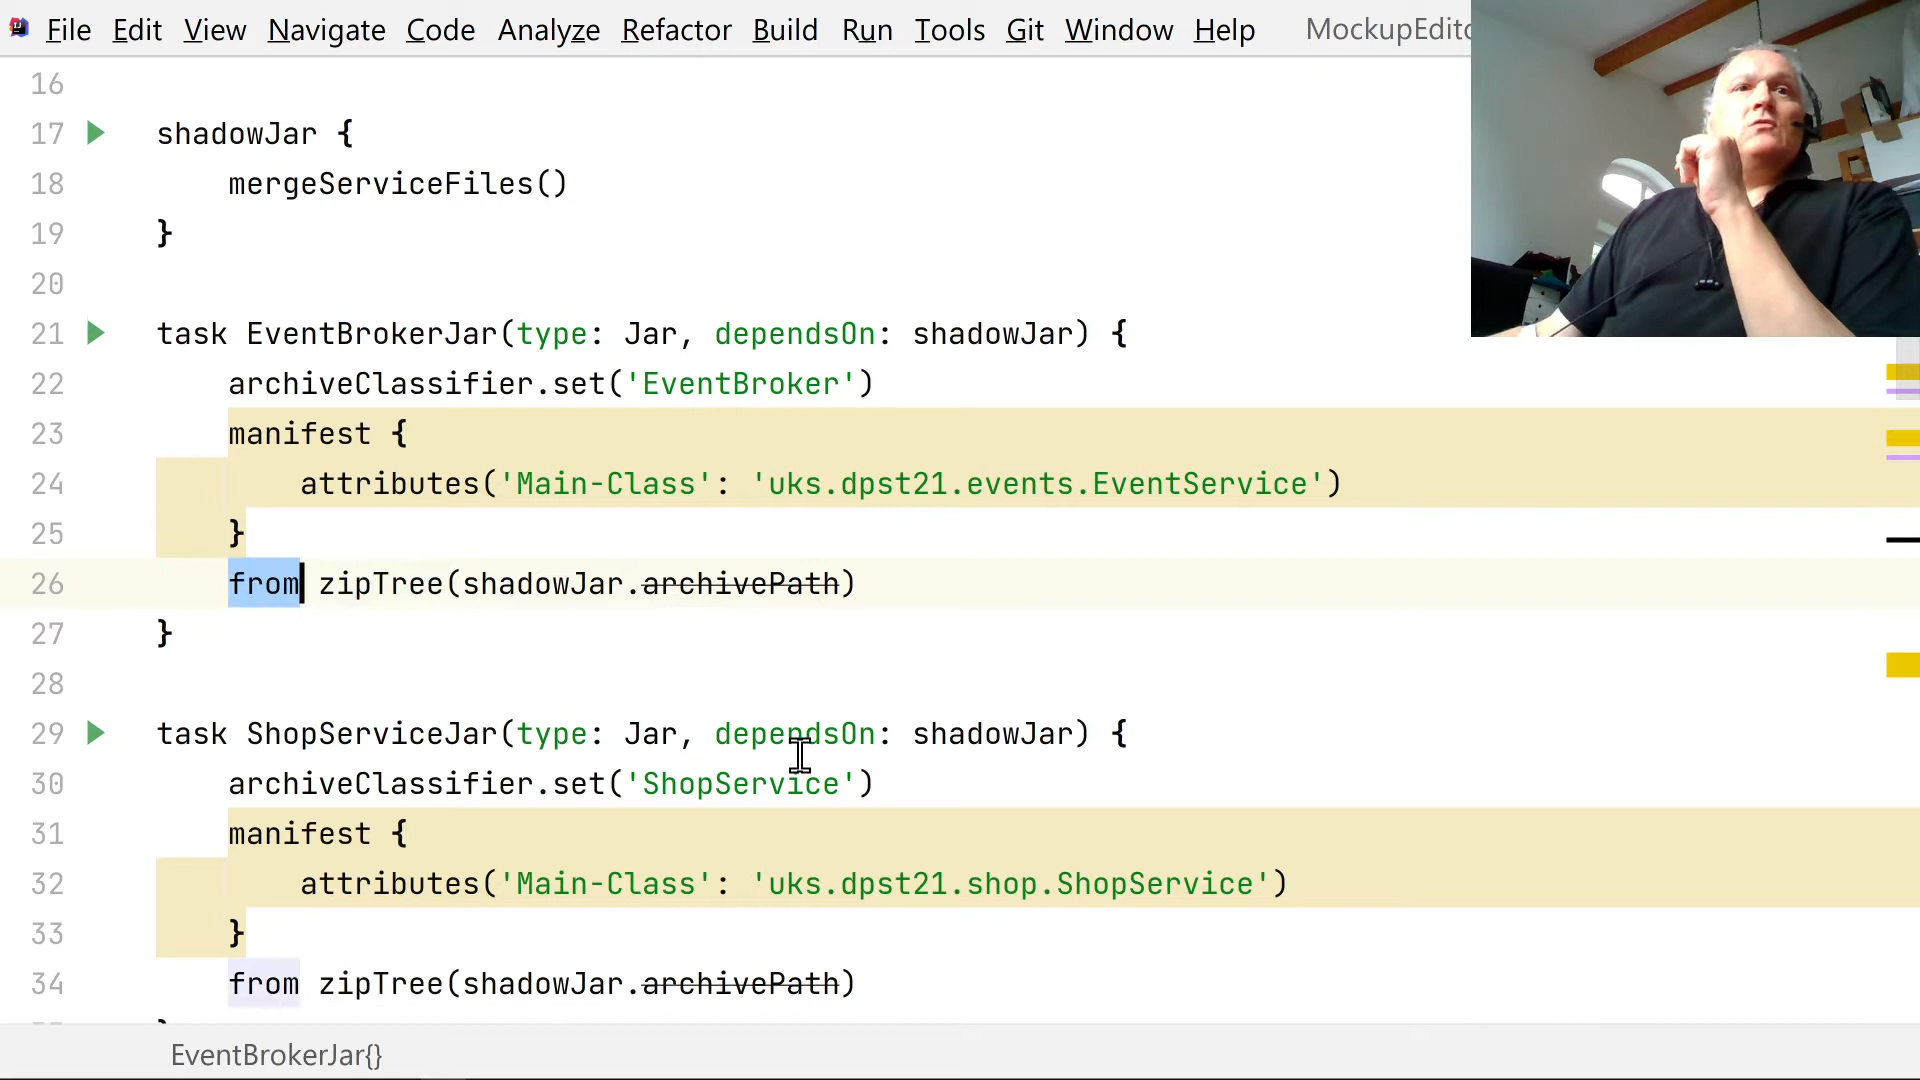 File Edit View Navigate Code Analyze Refactor Build Run Tools Git Window Help MockupEdito
16
17 shadowJar {
18 mergeServiceFiles()
19 }
20
21 task EventBrokerJar(type: Jar, dependsOn: shadowJar) {
22 archiveClassifier.set('EventBroker')
23 manifest {
24 attributes('Main-Class': 'uks.dpst21.events.EventService')
25 }
26 from zipTree(shadowJar.archivePath)
27 }
28
29 task ShopServiceJar(type: Jar, dependsOn: shadowJar) {
30 archiveClassifier.set('ShopService')
31 manifest {
32 attributes('Main-Class': 'uks.dpst21.shop.ShopService')
33 }
34 from zipTree(shadowJar.archivePath)
EventBrokerJar{}